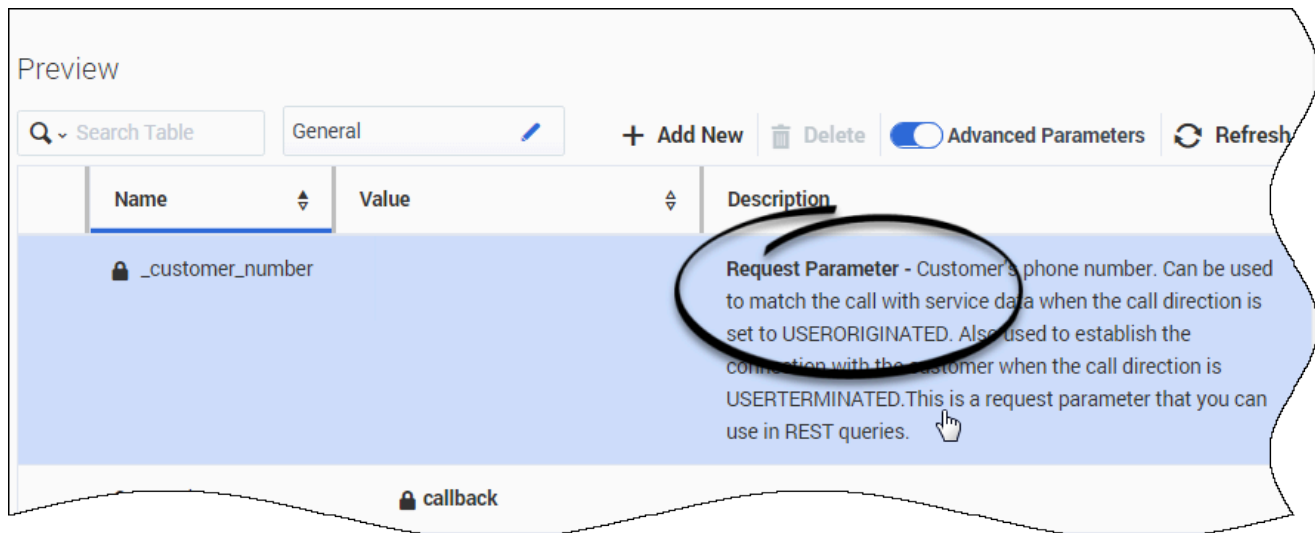 Preview
Search Table
General
Add New
Delete
Advanced Parameters
Refresh
Name
Value
Description
_customer_number
Request Parameter - Customer's phone number. Can be used
to match the call with service data when the call direction is
set to USERORIGINATED. Also used to establish the
connection with the customer when the call direction is
USERTERMINATED.This is a request parameter that you can
use in REST queries.
callback